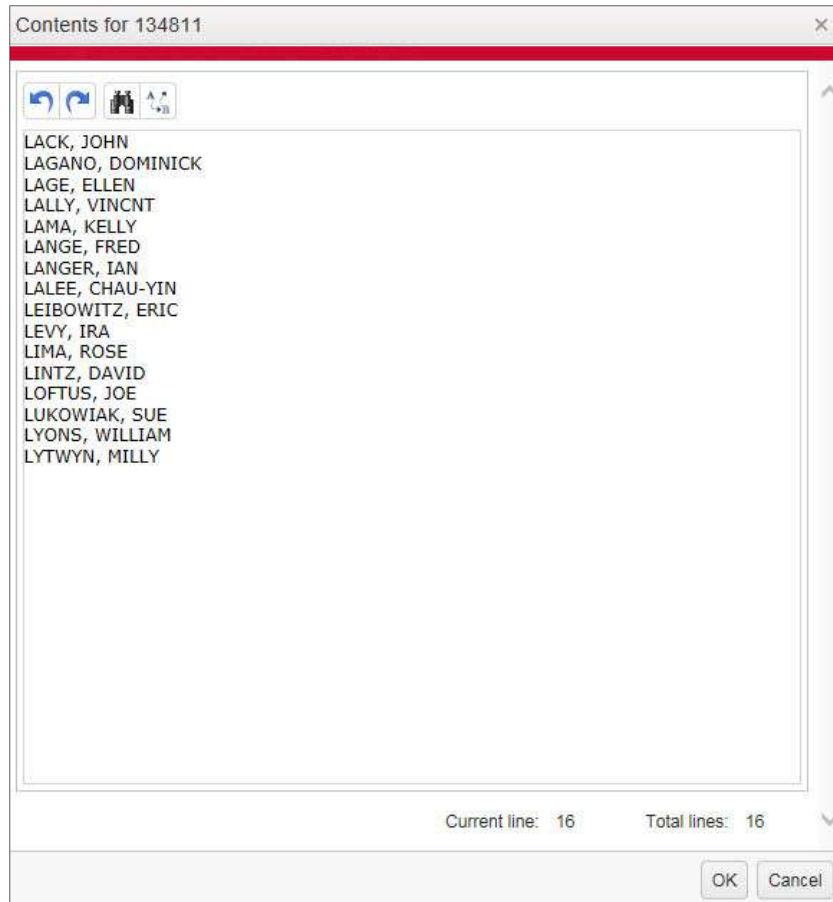 Contents for 134811
LACK, JOHN
LAGANO, DOMINICK
LAGE, ELLEN
LALLY, VINCNT
LAMA, KELLY
LANGE, FRED
LANGER, IAN
LALEE, CHAU-YIN
LEIBOWITZ, ERIC
LEVY, IRA
LIMA, ROSE
LINTZ, DAVID
LOFTUS, JOE
LUKOWIAK, SUE
LYONS, WILLIAM
LYTWYN, MILLY
Current line: 16 Total lines: 16
OK Cancel